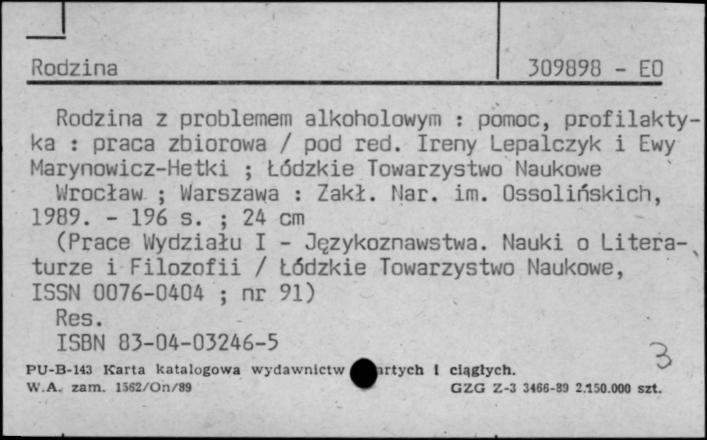 Rodzina 309898 - EO
Rodzina z problemem alkoholowym : pomoc, profilakty-
ka : praca zbiorowa / pod red. Ireny Lepalczyk i Ewy
Marynowicz-Hetki ; Łódzkie Towarzystwo Naukowe
Wrocław ; Warszawa : Zakł. Nar. im. Ossolińskich,
1989. - 196 s. ; 24 cm
(Prace Wydziału I - Językoznawstwa. Nauki o Litera-
turze i Filozofii / Łódzkie Towarzystwo Naukowe,
ISSN 0076-0404 ; nr 91)
Res.
ISBN 83-04-03246-5
3
PU-B-143 Karta katalogowa wydawnictw artych i ciągłych.
W.A. zam. 1562/On/89 GZG Z-3 3466-89 2.150.000 szt.